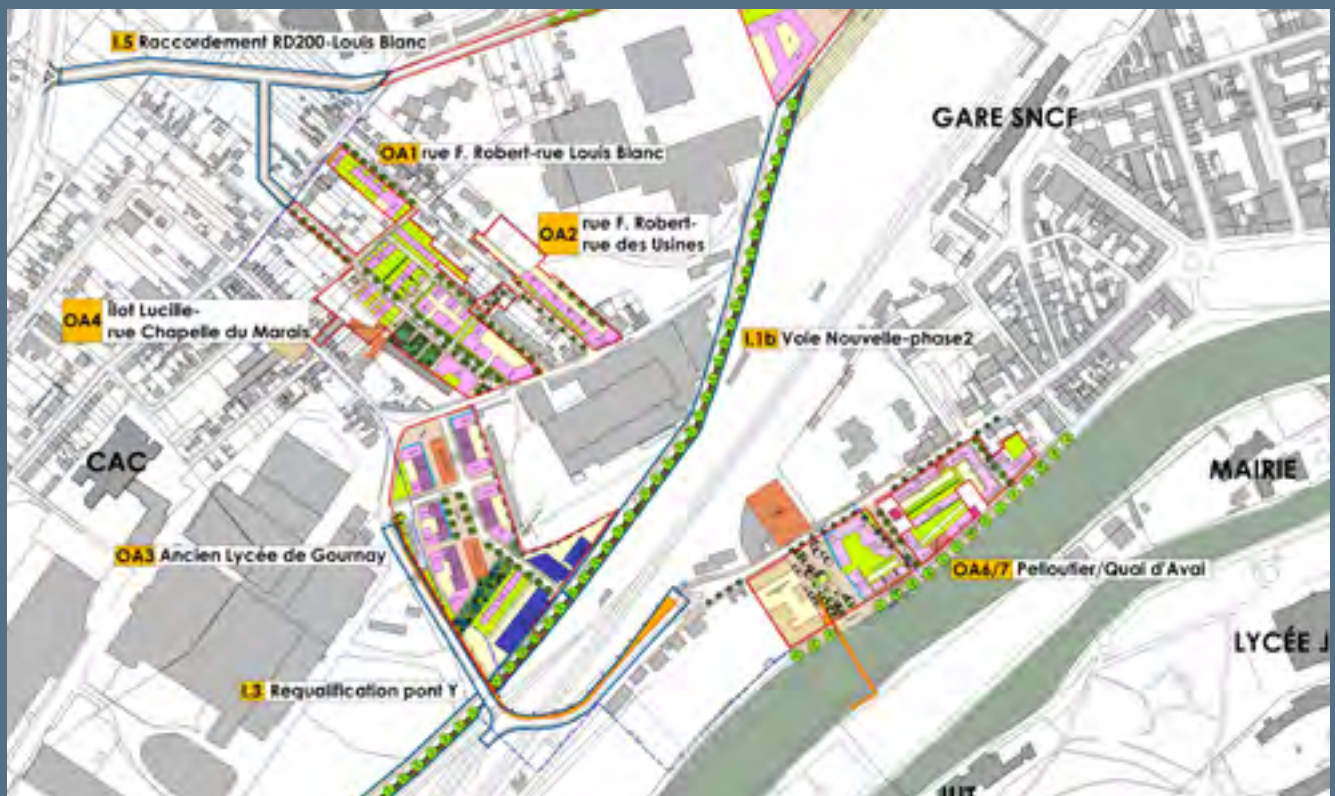 I.5 Raccordement RD200-Louis Blanc
GARE SNCF
OA1 rue F. Robert-rue Louis Blanc
OA2 rue F. Robert-
rue des Usines
OA4 Îlot Lucille-
rue Chapelle du Marais
I.1b Voie Nouvelle-phase2
CAC
MAIRIE
OA3 Ancien Lycée de Gournay
OA6/7 Pelloutier/Quai d'Aval
LYCÉE J
I.3 Requalification pont Y
IUT